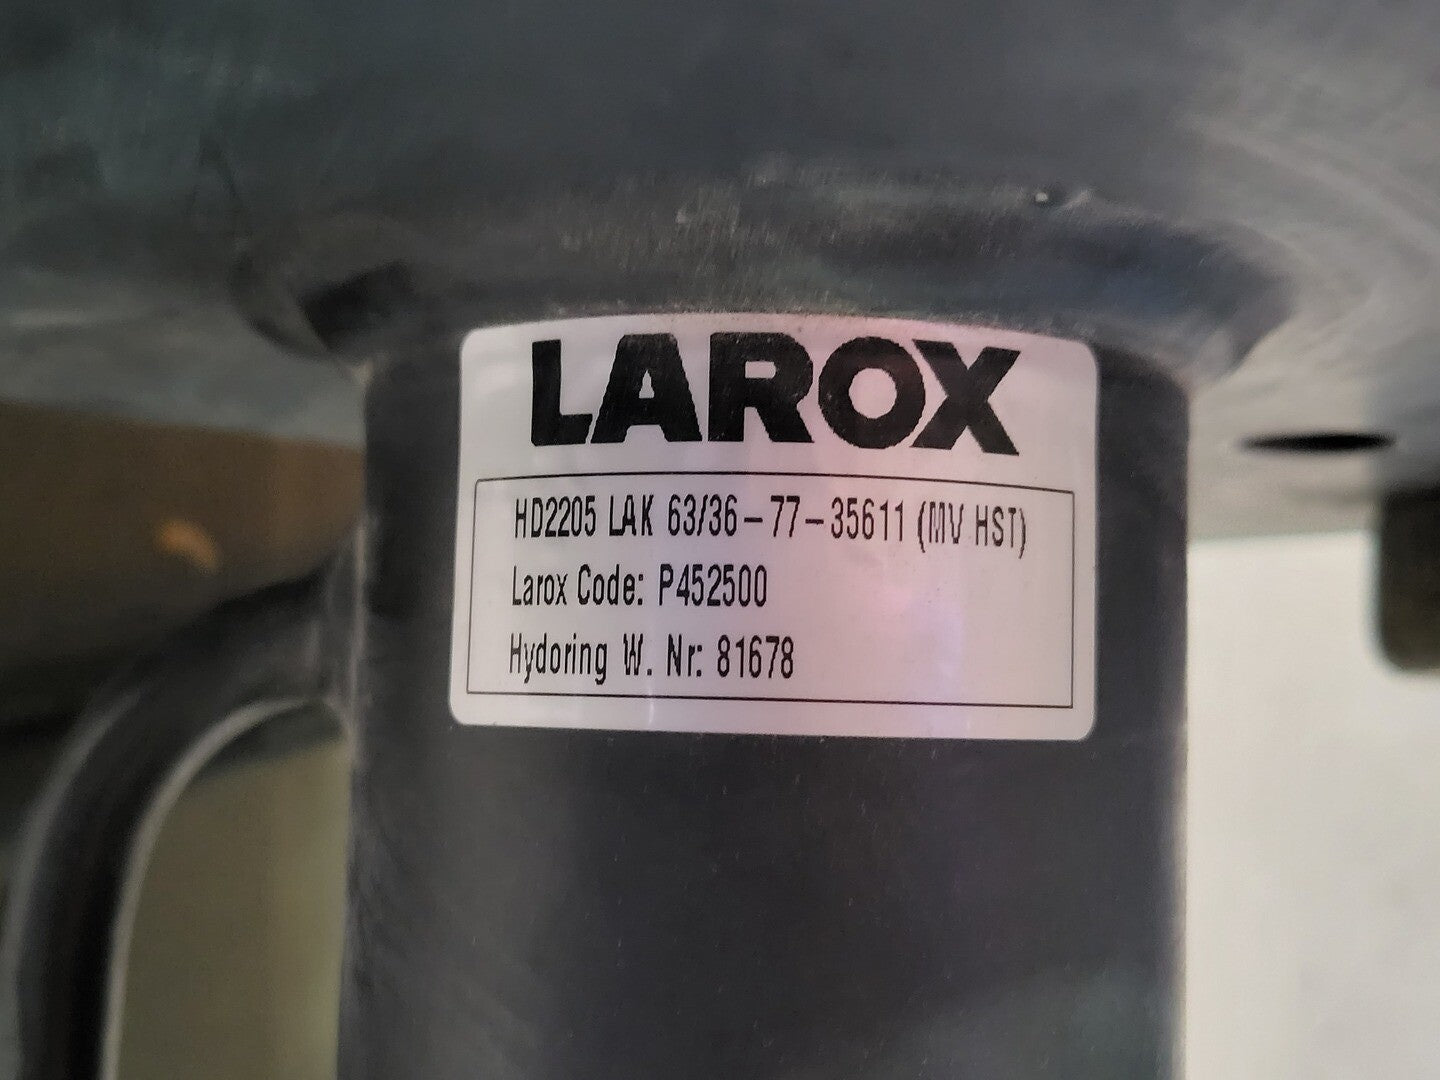 LAROX
HD2205 LAK 63/36-77-35611 (MV HST)
Larox Code: P452500
Hydoring W. Nr: 81678